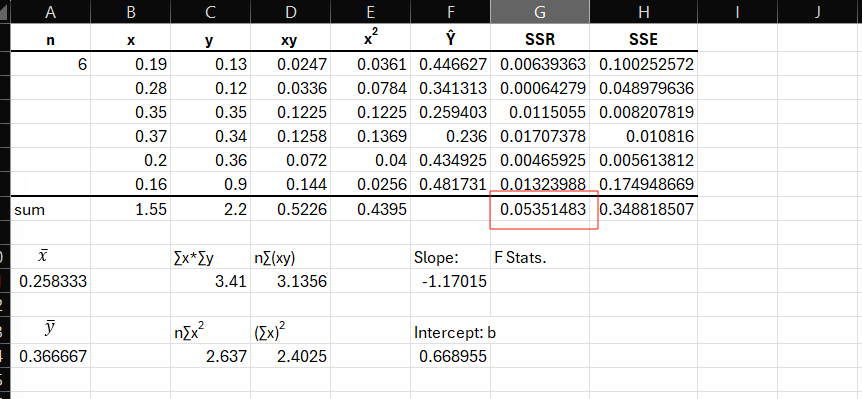 A B C D E F G H I J
n x y xy x² Ŷ SSR SSE
6 0.19 0.13 0.0247 0.0361 0.446627 0.00639363 0.100252572
0.28 0.12 0.0336 0.0784 0.341313 0.00064279 0.048979636
0.35 0.35 0.1225 0.1225 0.259403 0.0115055 0.008207819
0.37 0.34 0.1258 0.1369 0.236 0.01707378 0.010816
0.2 0.36 0.072 0.04 0.434925 0.00465925 0.005613812
0.16 0.9 0.144 0.0256 0.481731 0.01323988 0.174948669
sum 1.55 2.2 0.5226 0.4395 0.05351483 0.348818507
x̅ ∑x*∑y n∑(xy) Slope: F Stats.
0.258333 3.41 3.1356 -1.17015
y̅ n∑x² (∑x)² Intercept: b
0.366667 2.637 2.4025 0.668955